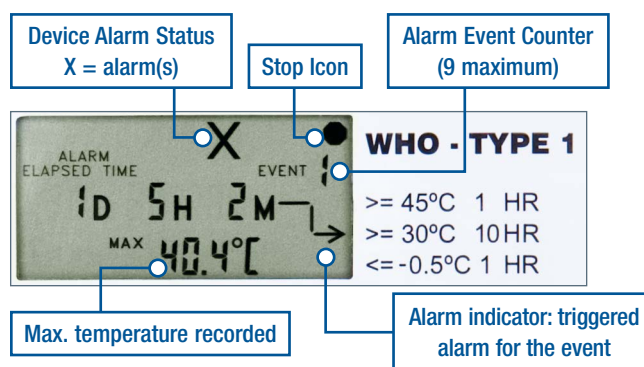 Device Alarm Status
X = alarm(s)
Stop Icon
Alarm Event Counter
(9 maximum)
X
ALARM
ELAPSED TIME
EVENT 1
1D 5H 2M
MAX 40.4°C
WHO - TYPE 1
>= 45ºC 1 HR
>= 30ºC 10HR
<= -0.5ºC 1 HR
Max. temperature recorded
Alarm indicator: triggered
alarm for the event